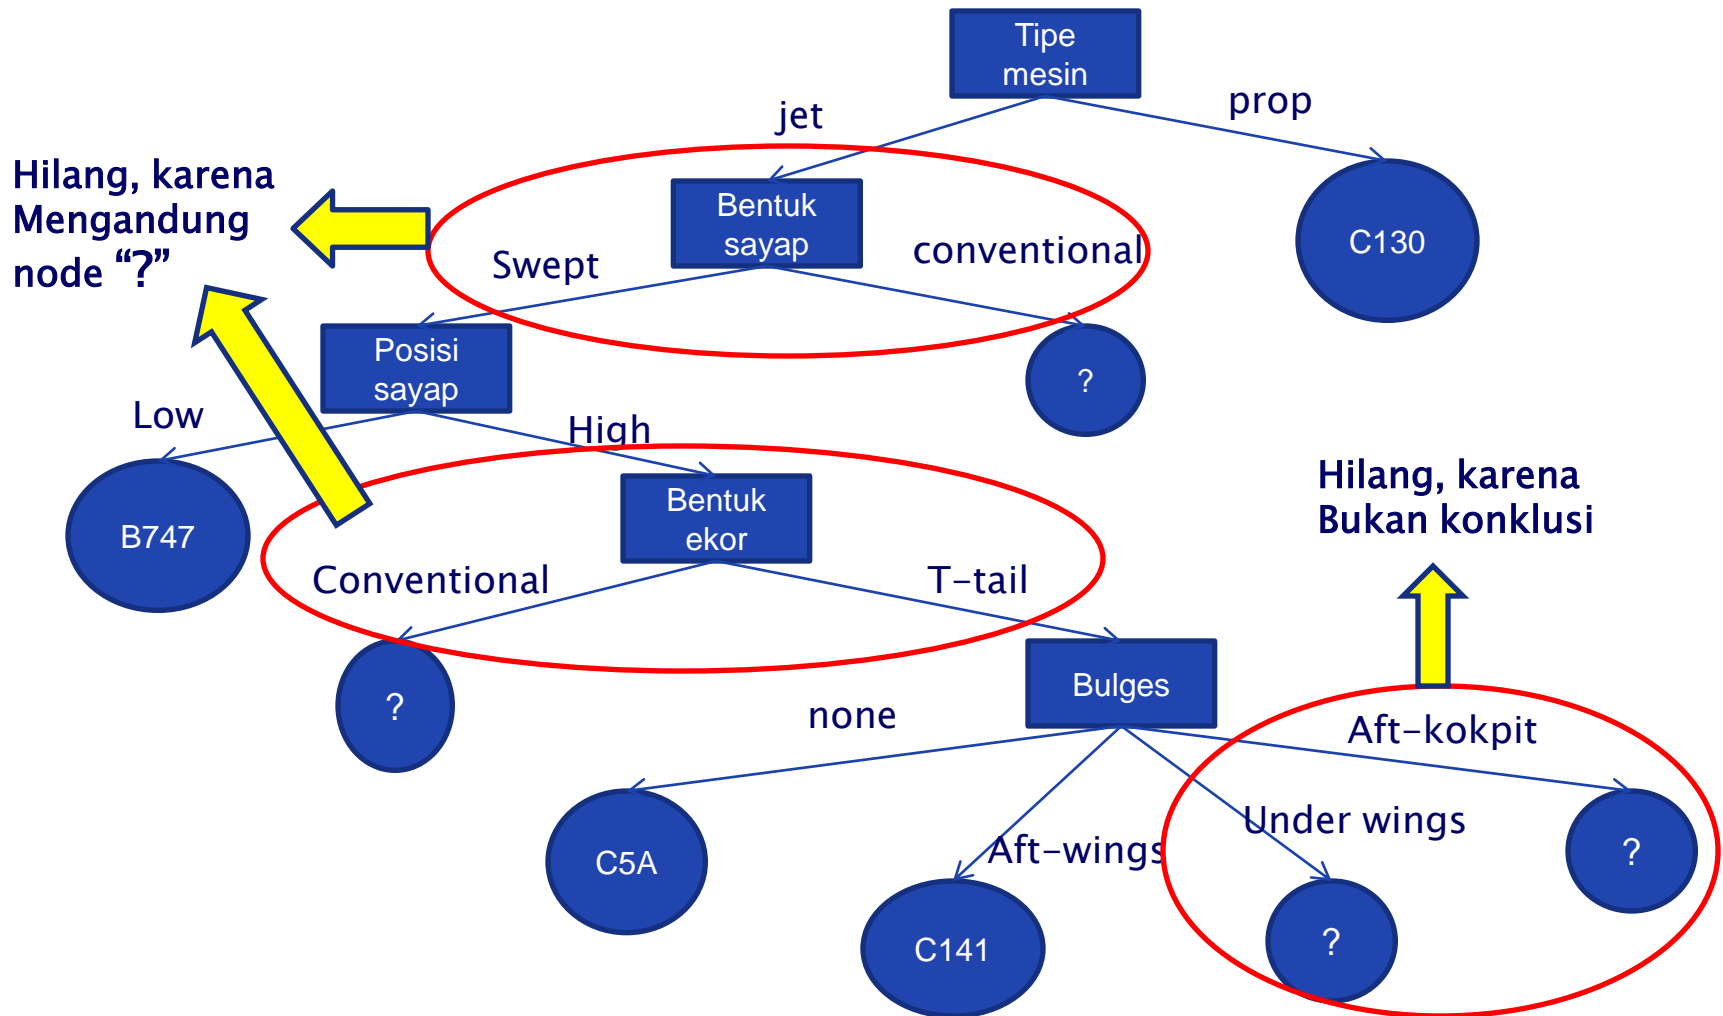 Tipe
mesin
jet
prop
Hilang, karena
Mengandung
node “?”
Bentuk
sayap
C130
Swept
conventional
Posisi
sayap
?
Low
High
B747
Bentuk
ekor
Hilang, karena
Bukan konklusi
Conventional
T-tail
?
Bulges
none
Aft-kokpit
C5A
Aft-wings
Under wings
?
C141
?